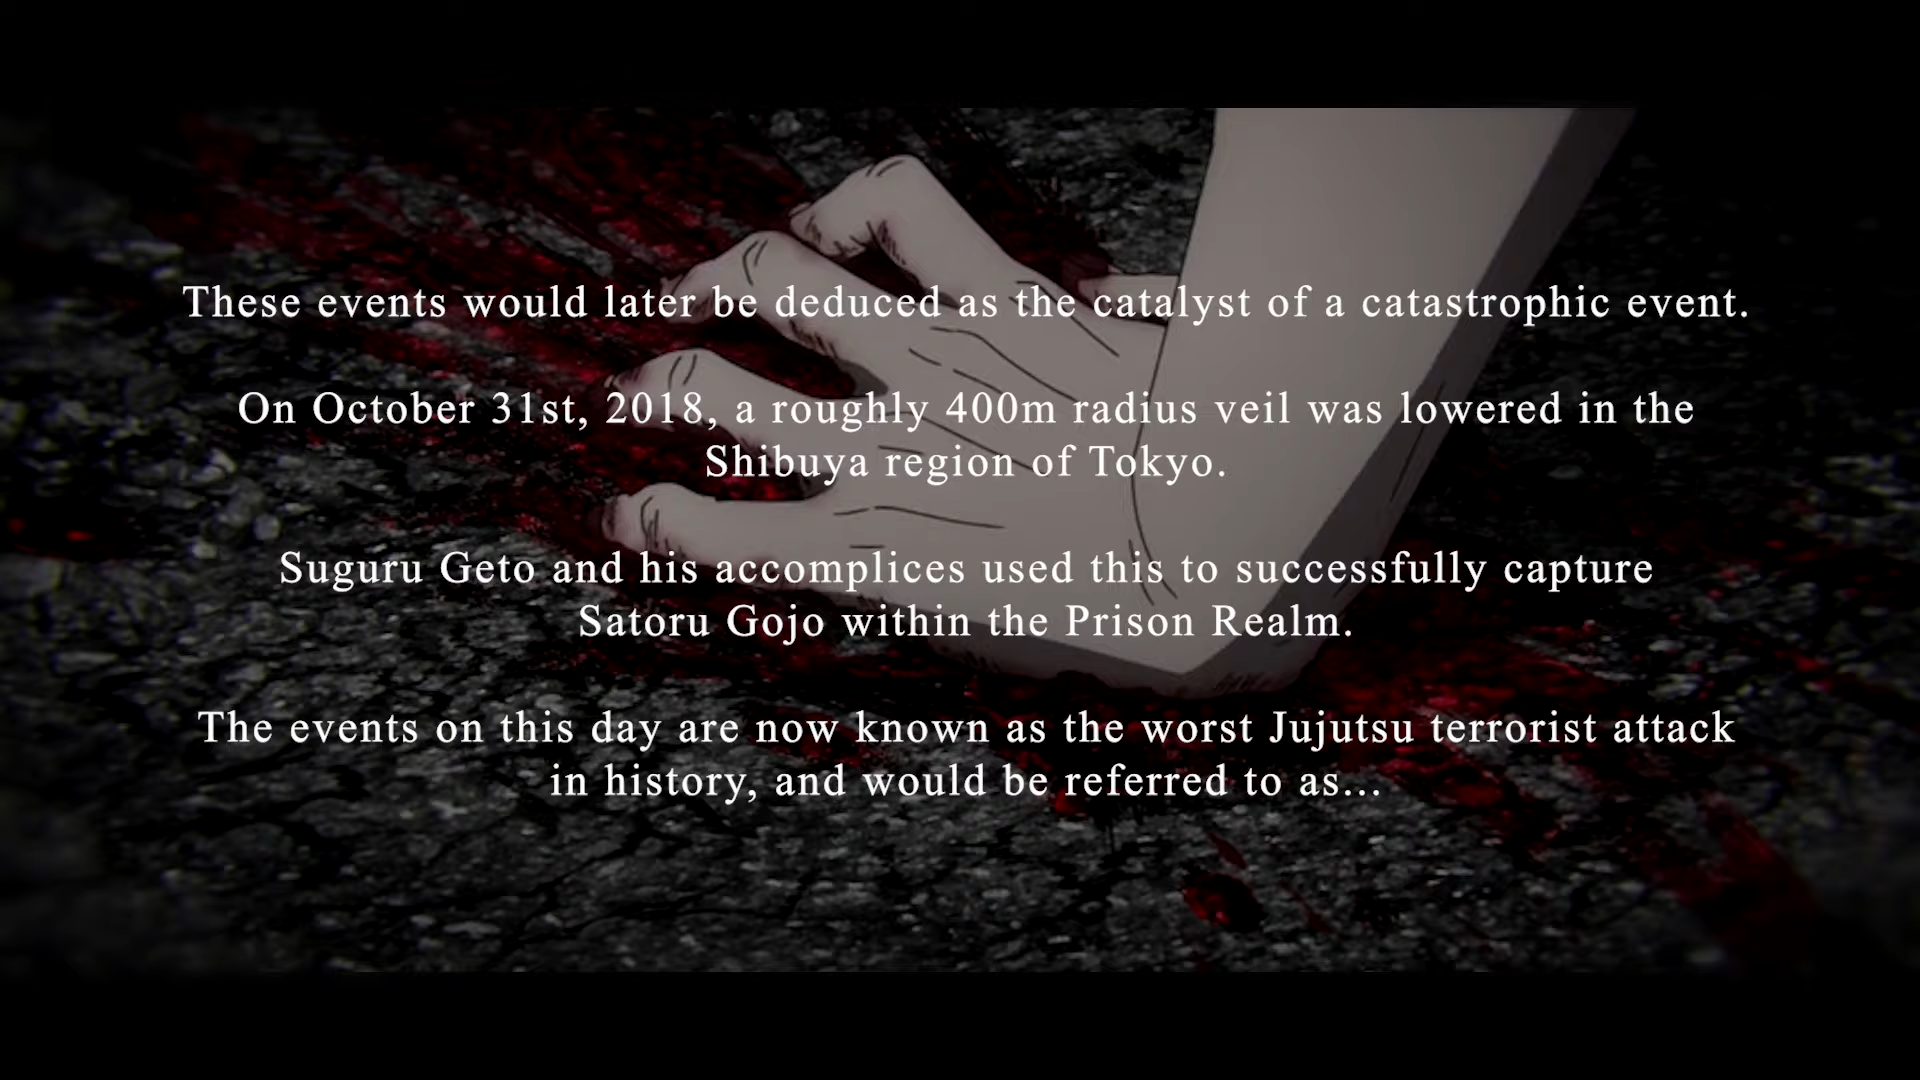 These events would later be deduced as the catalyst of a catastrophic event.
On October 31st, 2018, a roughly 400m radius veil was lowered in the
Shibuya region of Tokyo.
Suguru Geto and his accomplices used this to successfully capture
Satoru Gojo within the Prison Realm.
The events on this day are now known as the worst Jujutsu terrorist attack
in history, and would be referred to as...